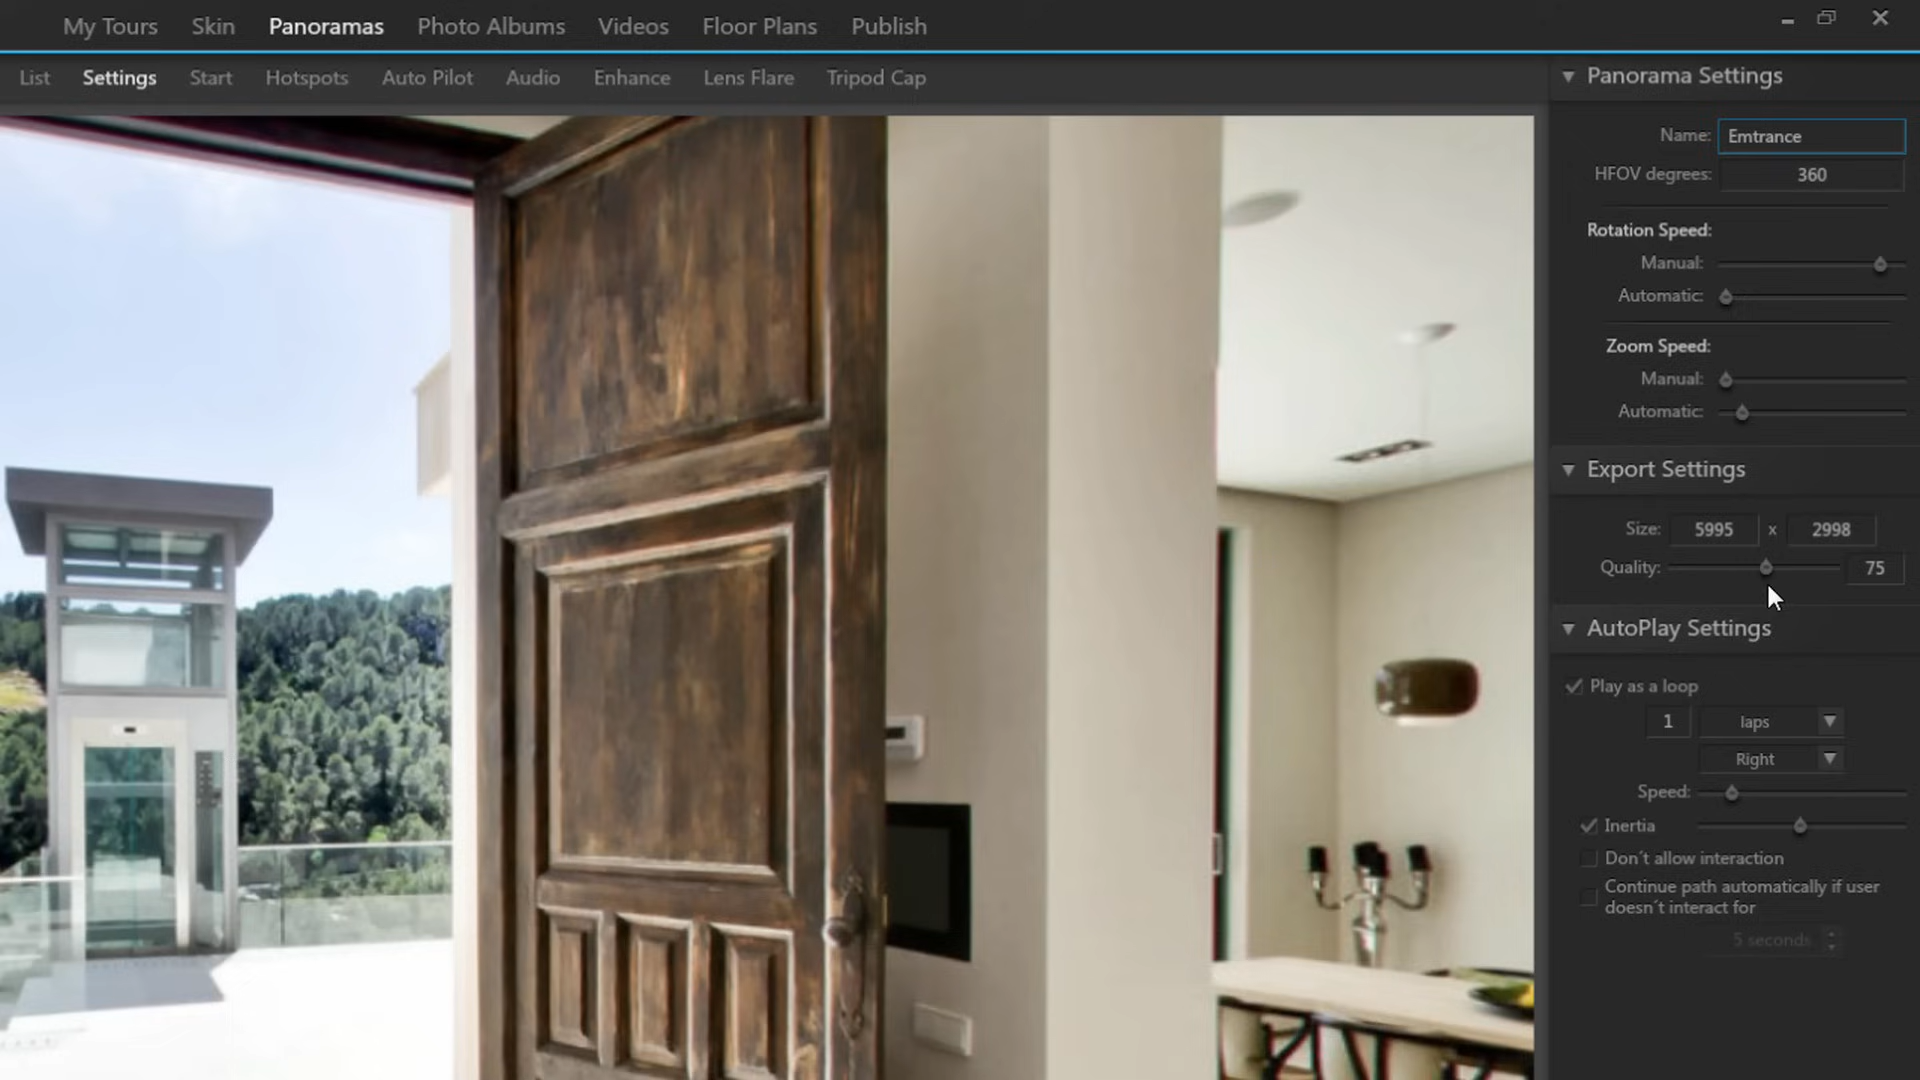 My Tours Skin Panoramas Photo Albums Videos Floor Plans Publish
List Settings Start Hotspots Auto Pilot Audio Enhance Lens Flare Tripod Cap
Panorama Settings
Name: Emtrance
HFOV degrees: 360
Rotation Speed:
Manual:
Automatic:
Zoom Speed:
Manual:
Automatic:
Export Settings
Size: 5995 x 2998
Quality: 75
AutoPlay Settings
Play as a loop
1 laps
Right
Speed:
Inertia
Don´t allow interaction
Continue path automatically if user
doesn´t interact for
5 seconds